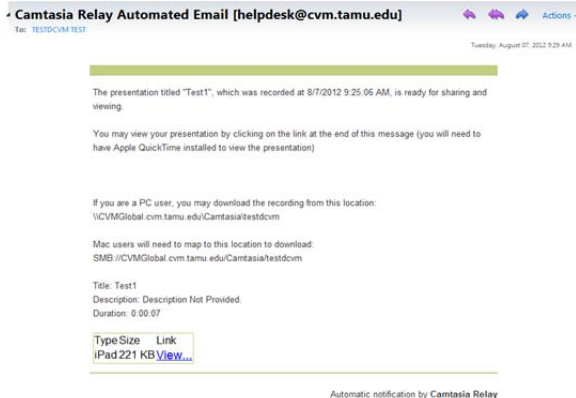 Camtasia Relay Automated Email [helpdesk@cvm.tamu.edu]
Actions
To: TESTDCVM TEST
Tuesday, August 07, 2012 9:29 AM
The presentation titled "Test1", which was recorded at 8/7/2012 9:25:06 AM, is ready for sharing and
viewing.
You may view your presentation by clicking on the link at the end of this message (you will need to
have Apple QuickTime installed to view the presentation)
If you are a PC user, you may download the recording from this location:
\\CVMGlobal.cvm.tamu.edu\Camtasia\testdcvm
Mac users will need to map to this location to download:
SMB://CVMGlobal.cvm.tamu.edu/Camtasia/testdcvm
Title: Test1
Description: Description Not Provided.
Duration: 0:00:07
Type Size Link
iPad 221 KB View...
Automatic notification by Camtasia Relay